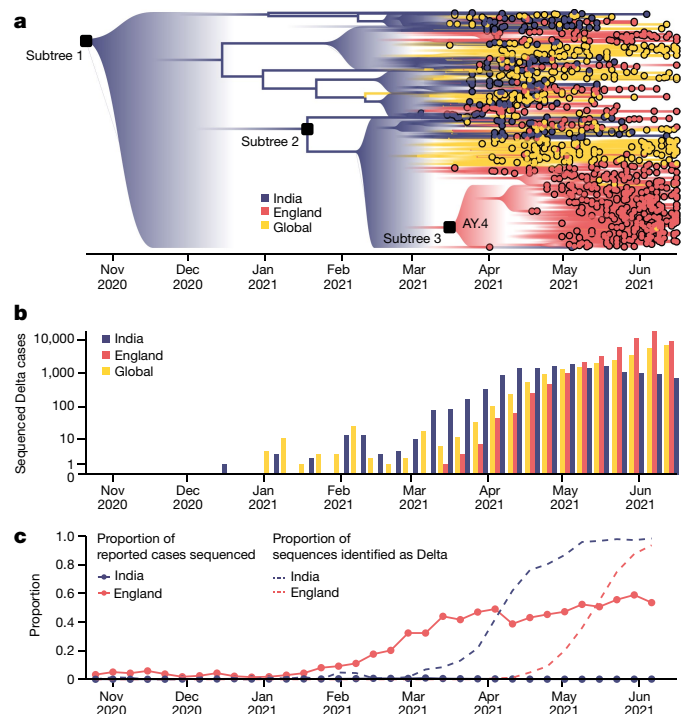 a
Subtree 1
Subtree 2
India
England
Global
AY.4
Subtree 3
Nov Dec Jan Feb Mar Apr May Jun
2020 2020 2021 2021 2021 2021 2021 2021
b
Sequenced Delta cases
10,000
1,000
100
10
1
0
India
England
Global
Nov Dec Jan Feb Mar Apr May Jun
2020 2020 2021 2021 2021 2021 2021 2021
c
Proportion
1.0
0.8
0.6
0.4
0.2
0
Proportion of
reported cases sequenced
India
England
Proportion of
sequences identified as Delta
India
England
Nov Dec Jan Feb Mar Apr May Jun
2020 2020 2021 2021 2021 2021 2021 2021